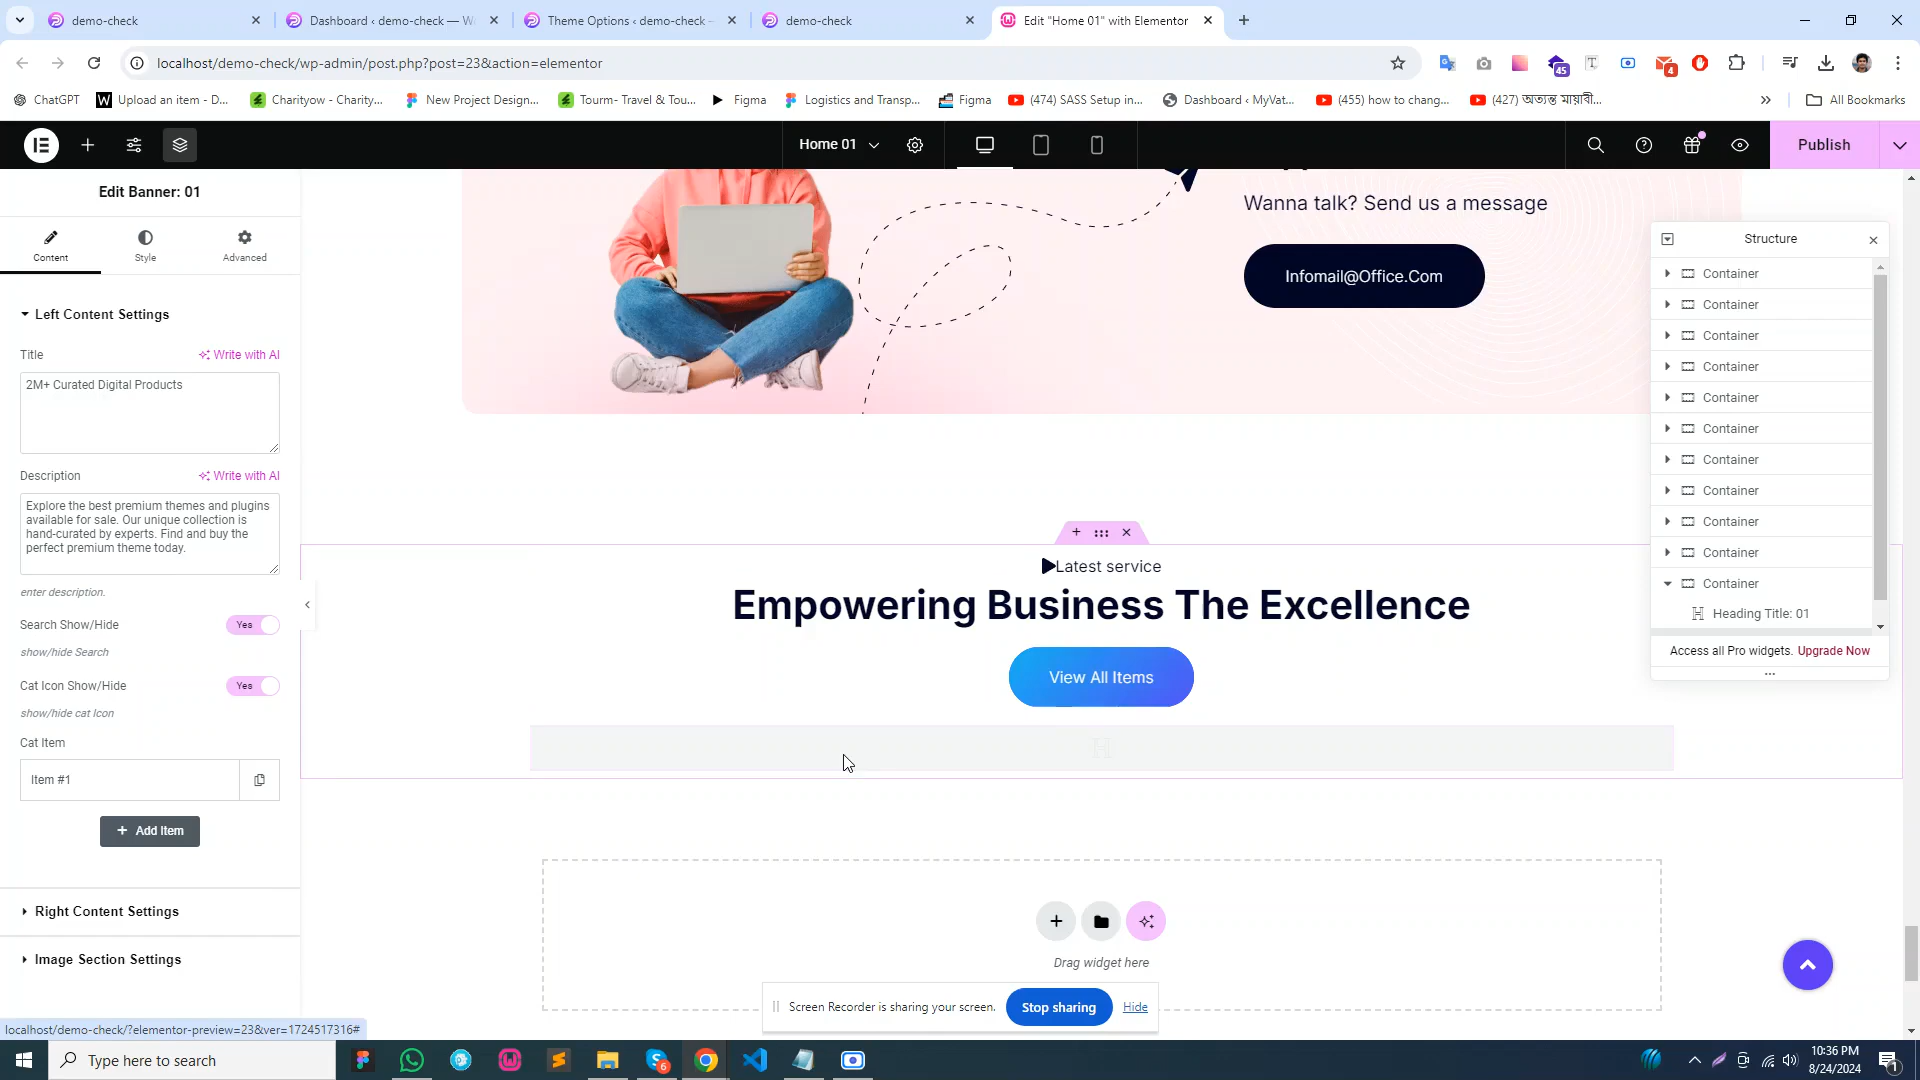 demo-check
Dashboard ‹ demo-check — W
Theme Options ‹ demo-check –
demo-check
Edit "Home 01" with Elementor
localhost/demo-check/wp-admin/post.php?post=23&action=elementor
45
4
ChatGPT
Upload an item - D...
Charityow - Charity...
New Project Design...
Tourm- Travel & Tou...
Figma
Logistics and Transp...
Figma
(474) SASS Setup in...
Dashboard ‹ MyVat...
(455) how to chang...
(427) অত্যন্ত মায়াবী...
All Bookmarks
Home 01
Publish
Edit Banner: 01
Content
Style
Advanced
Left Content Settings
Title
Write with AI
2M+ Curated Digital Products
Description
Write with AI
Explore the best premium themes and plugins
available for sale. Our unique collection is
hand-curated by experts. Find and buy the
perfect premium theme today.
enter description.
Search Show/Hide
Yes
show/hide Search
Cat Icon Show/Hide
Yes
show/hide cat Icon
Cat Item
Item #1
Add Item
Right Content Settings
Image Section Settings
localhost/demo-check/?elementor-preview=23&ver=1724517316#
Wanna talk? Send us a message
Infomail@Office.Com
Latest service
Empowering Business The Excellence
View All Items
Drag widget here
Structure
Container
Container
Container
Container
Container
Container
Container
Container
Container
Container
Container
Heading Title: 01
Access all Pro widgets. Upgrade Now
Screen Recorder is sharing your screen.
Stop sharing
Hide
Type here to search
6
10:36 PM
8/24/2024
1